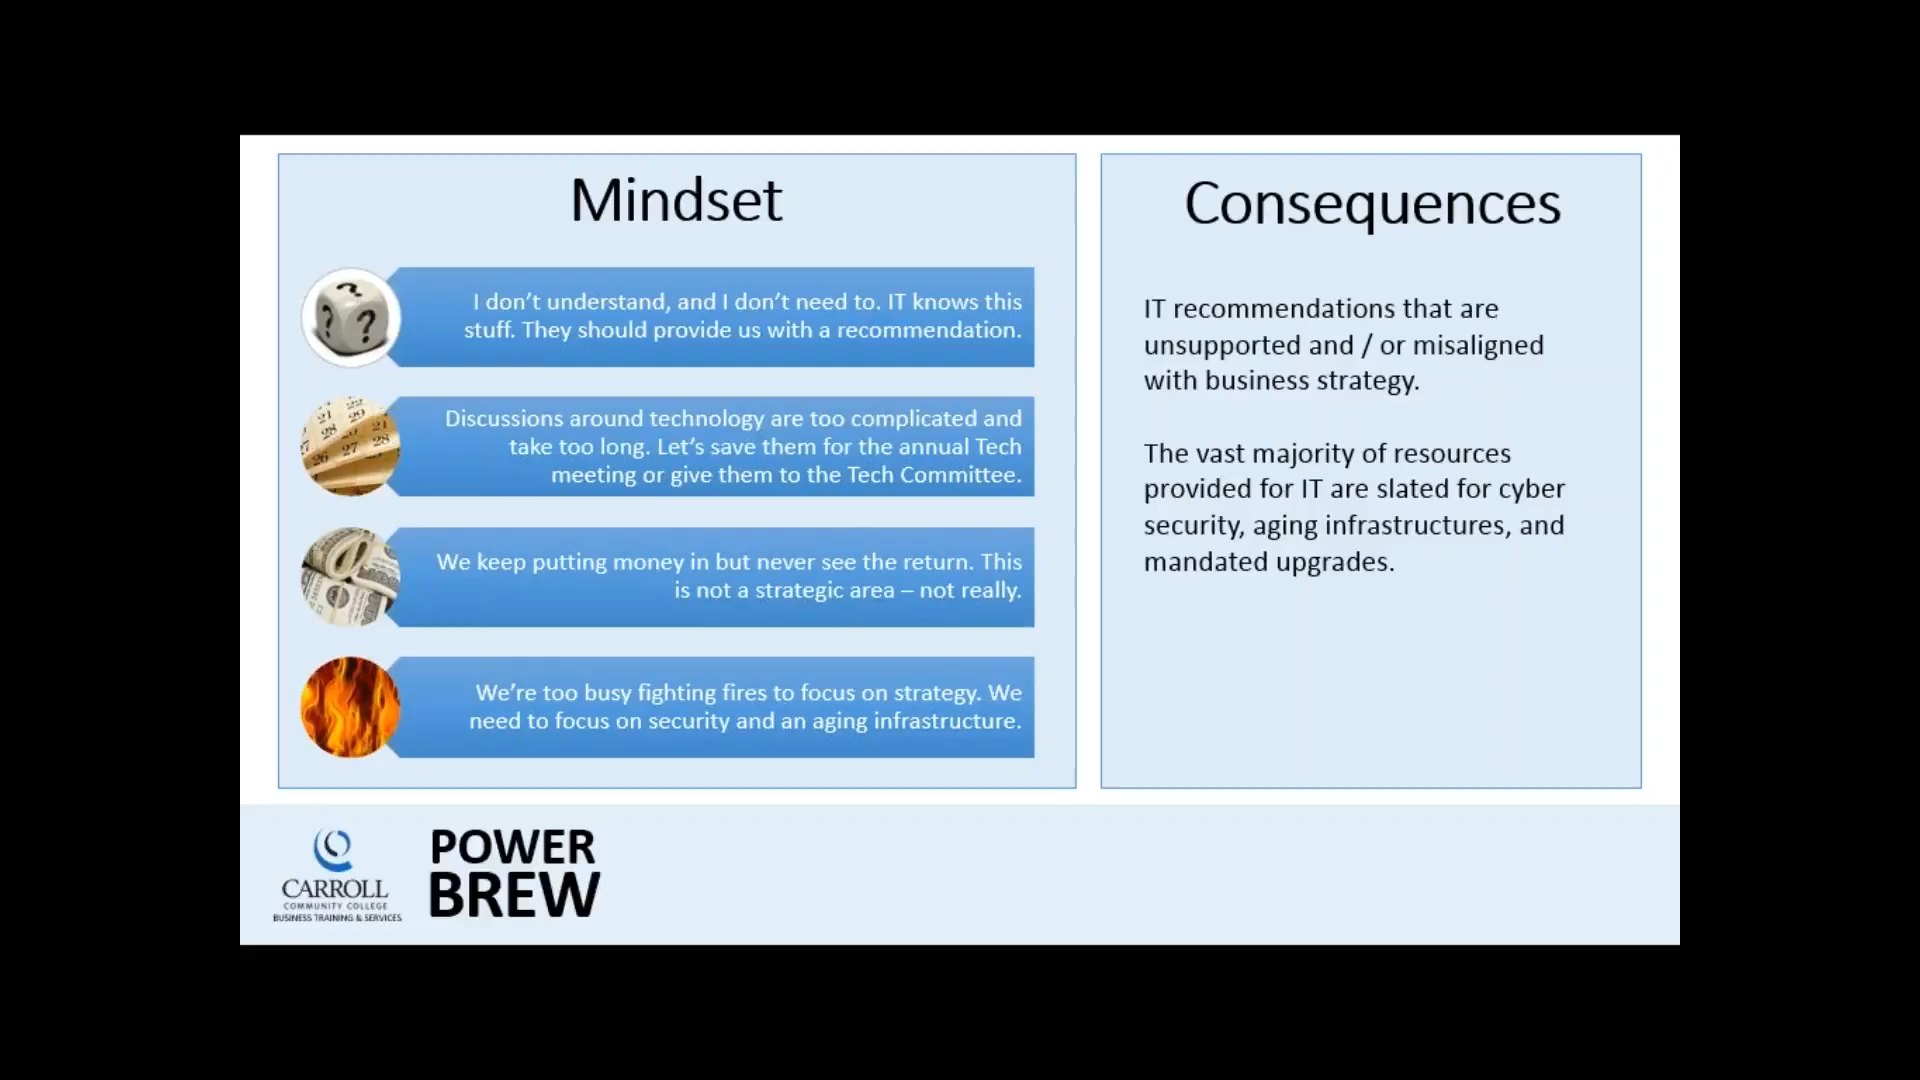 Mindset
I don’t understand, and I don’t need to. IT knows this
stuff. They should provide us with a recommendation.
Discussions around technology are too complicated and
take too long. Let’s save them for the annual Tech
meeting or give them to the Tech Committee.
We keep putting money in but never see the return. This
is not a strategic area – not really.
We’re too busy fighting fires to focus on strategy. We
need to focus on security and an aging infrastructure.
Consequences
IT recommendations that are
unsupported and / or misaligned
with business strategy.
The vast majority of resources
provided for IT are slated for cyber
security, aging infrastructures, and
mandated upgrades.
CARROLL
COMMUNITY COLLEGE
BUSINESS TRAINING & SERVICES
POWER
BREW